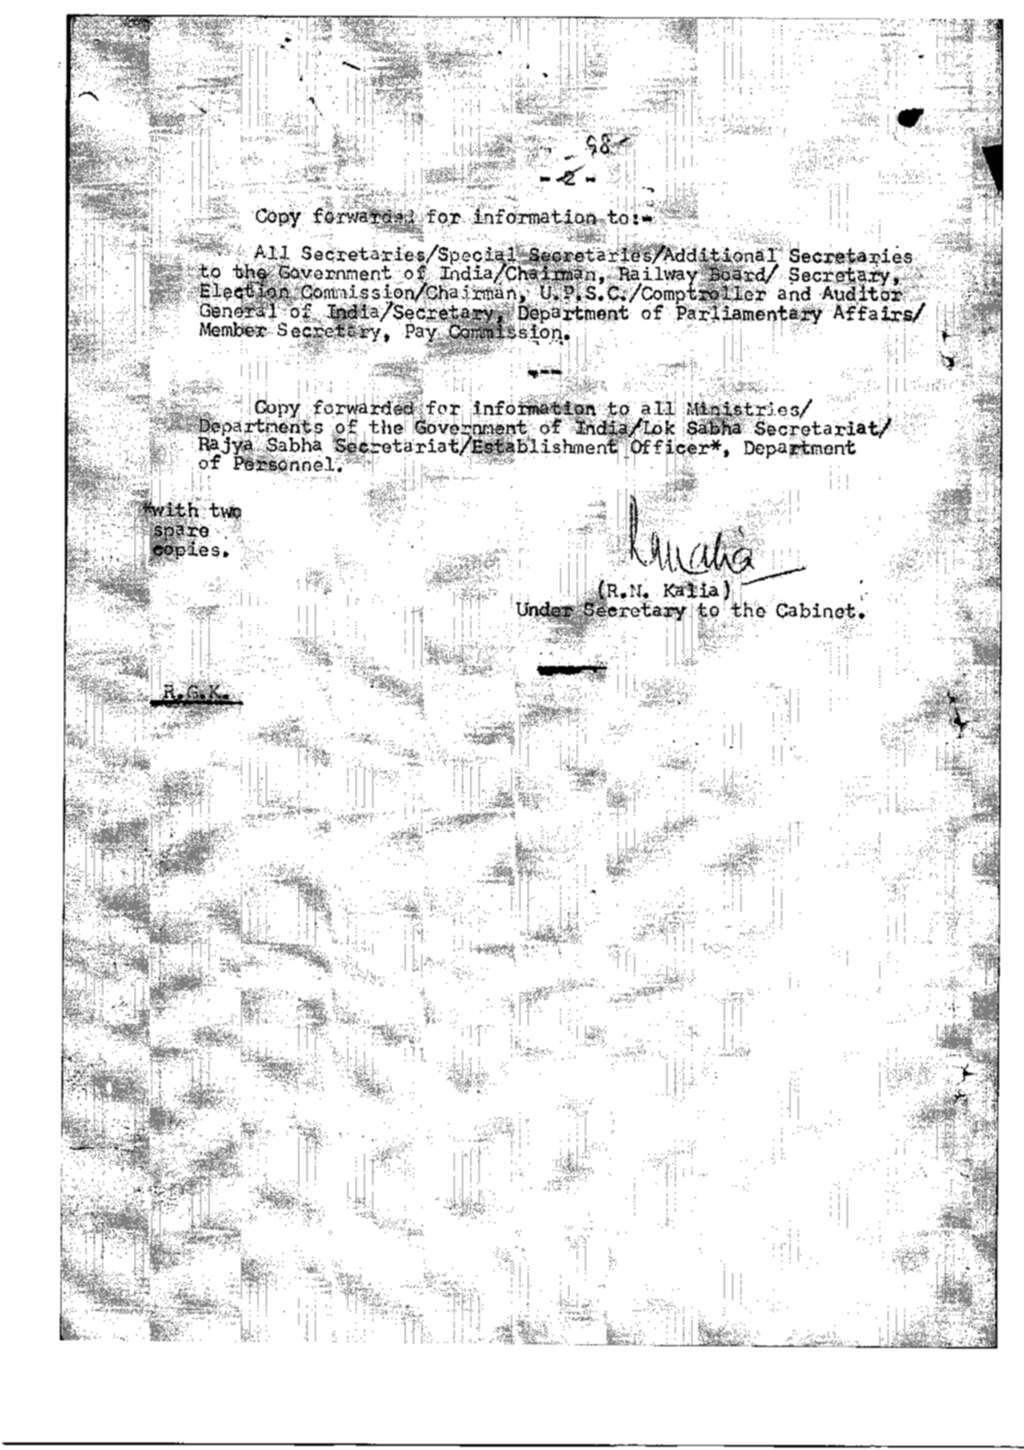 98
- 2 -
Copy forwarded for information to:-
All Secretaries/Special Secretaries/Additional Secretaries
to the Government of India/Chairman, Railway Board/ Secretary,
Election Commission/Chairman, U.P.S.C./Comptroller and Auditor
General of India/Secretary, Department of Parliamentary Affairs/
Member Secretary, Pay Commission.
---
Copy forwarded for information to all Ministries/
Departments of the Government of India/Lok Sabha Secretariat/
Rajya Sabha Secretariat/Establishment Officer*, Department
of Personnel.
*with two
spare
copies.
(R.N. Kalia)
Under Secretary to the Cabinet.
R.G.K.